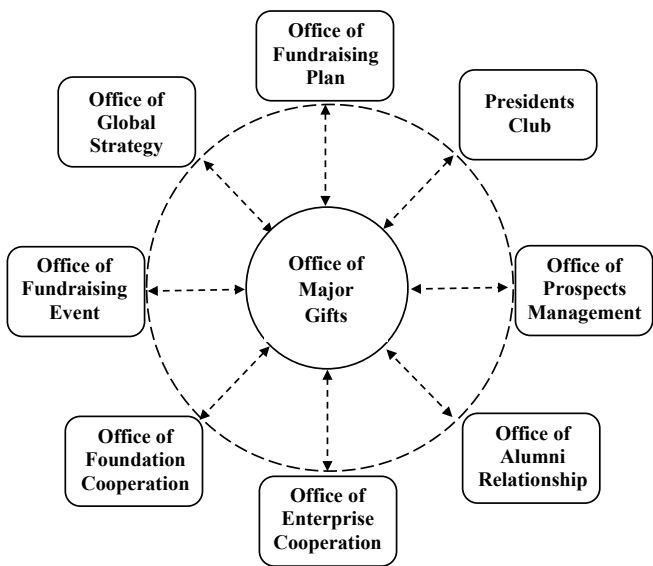 Office of
Fundraising
Plan
Office of
Global
Strategy
Presidents
Club
Office of
Fundraising
Event
Office of
Major
Gifts
Office of
Prospects
Management
Office of
Foundation
Cooperation
Office of
Alumni
Relationship
Office of
Enterprise
Cooperation